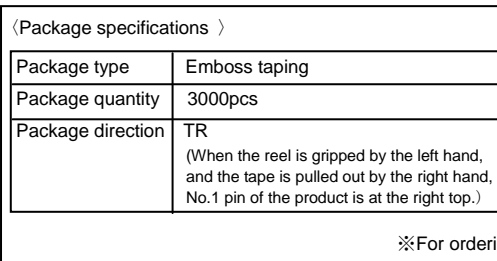 〈Package specifications 〉
Package type Emboss taping
Package quantity 3000pcs
Package direction TR
(When the reel is gripped by the left hand,
and the tape is pulled out by the right hand,
No.1 pin of the product is at the right top.）
※For orderi